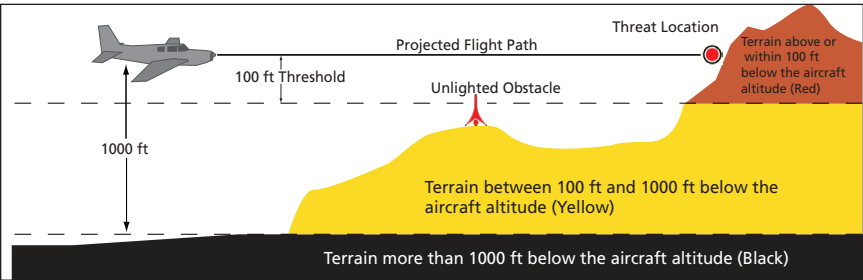 Threat Location
Projected Flight Path
Terrain above or
within 100 ft
below the aircraft
altitude (Red)
100 ft Threshold
Unlighted Obstacle
1000 ft
Terrain between 100 ft and 1000 ft below the
aircraft altitude (Yellow)
Terrain more than 1000 ft below the aircraft altitude (Black)